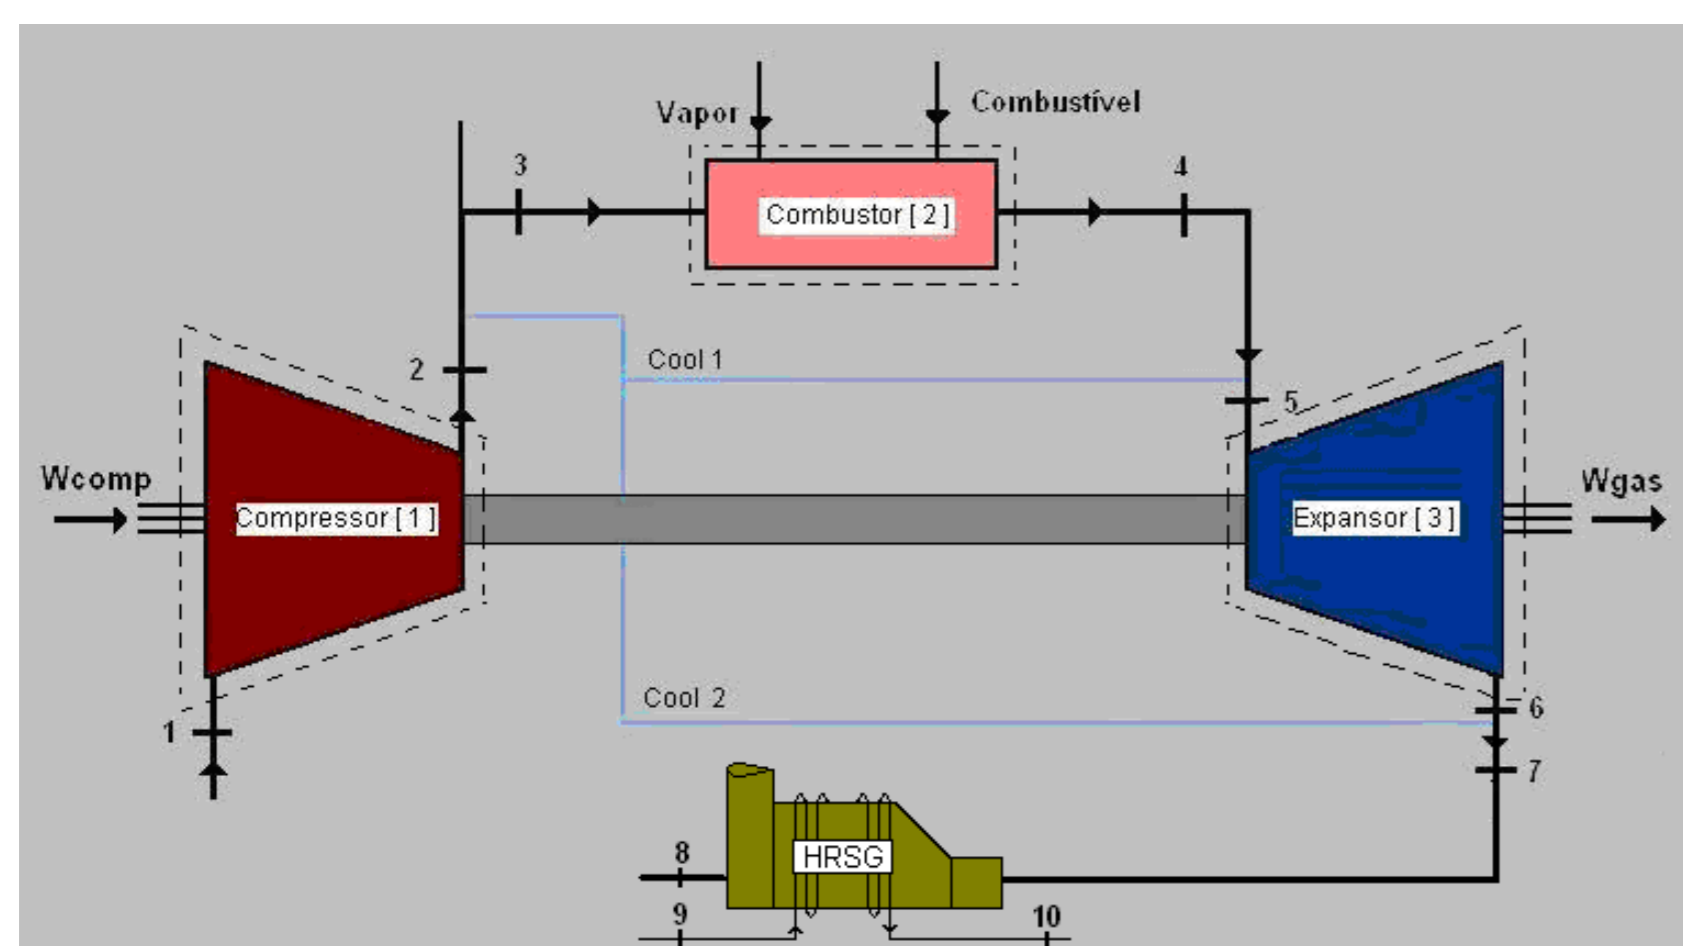 Vapor
Combustível
3
4
Combustor [ 2 ]
2
Cool 1
5
Wcomp
Compressor [ 1 ]
Expansor [ 3 ]
Wgas
Cool 2
1
6
7
HRSG
8
9
10